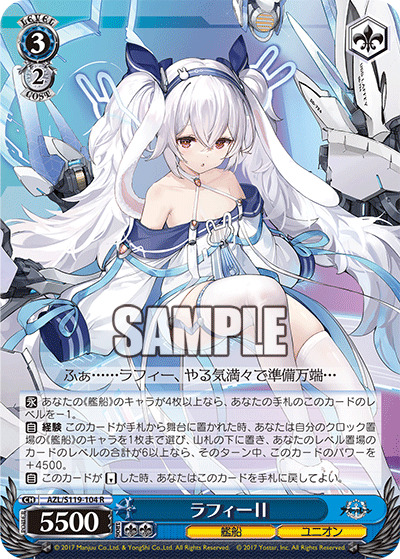 LEVEL
3
2
COST
SAMPLE
ふぁ……ラフィー、やる気満々で準備万端…
永 あなたの《艦船》のキャラが4枚以上なら、あなたの手札のこのカードのレ
ベルを－1。
自 経験 このカードが手札から舞台に置かれた時、あなたは自分のクロック置
場の《艦船》のキャラを1枚まで選び、山札の下に置き、あなたのレベル置場
のカードのレベルの合計が6以上なら、そのターン中、このカードのパワーを
＋4500。
自 このカードが した時、あなたはこのカードを手札に戻してよい。
CH AZL/S119-104 R
5500
ラフィーII
艦船
ユニオン
© 2017 Manjuu Co.,Ltd. & YongShi Co.,Ltd. All Rights Reserved. © 2017 Yostar, Inc. All Rights Reserved.